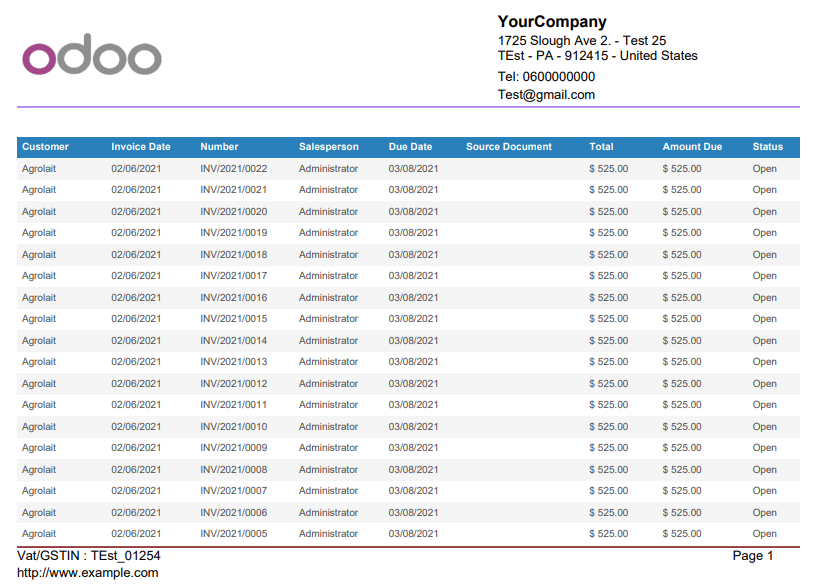 odoo
YourCompany
1725 Slough Ave 2. - Test 25
TEst - PA - 912415 - United States
Tel: 0600000000
Test@gmail.com
Customer Invoice Date Number Salesperson Due Date Source Document Total Amount Due Status
Agrolait 02/06/2021 INV/2021/0022 Administrator 03/08/2021 $ 525.00 $ 525.00 Open
Agrolait 02/06/2021 INV/2021/0021 Administrator 03/08/2021 $ 525.00 $ 525.00 Open
Agrolait 02/06/2021 INV/2021/0020 Administrator 03/08/2021 $ 525.00 $ 525.00 Open
Agrolait 02/06/2021 INV/2021/0019 Administrator 03/08/2021 $ 525.00 $ 525.00 Open
Agrolait 02/06/2021 INV/2021/0018 Administrator 03/08/2021 $ 525.00 $ 525.00 Open
Agrolait 02/06/2021 INV/2021/0017 Administrator 03/08/2021 $ 525.00 $ 525.00 Open
Agrolait 02/06/2021 INV/2021/0016 Administrator 03/08/2021 $ 525.00 $ 525.00 Open
Agrolait 02/06/2021 INV/2021/0015 Administrator 03/08/2021 $ 525.00 $ 525.00 Open
Agrolait 02/06/2021 INV/2021/0014 Administrator 03/08/2021 $ 525.00 $ 525.00 Open
Agrolait 02/06/2021 INV/2021/0013 Administrator 03/08/2021 $ 525.00 $ 525.00 Open
Agrolait 02/06/2021 INV/2021/0012 Administrator 03/08/2021 $ 525.00 $ 525.00 Open
Agrolait 02/06/2021 INV/2021/0011 Administrator 03/08/2021 $ 525.00 $ 525.00 Open
Agrolait 02/06/2021 INV/2021/0010 Administrator 03/08/2021 $ 525.00 $ 525.00 Open
Agrolait 02/06/2021 INV/2021/0009 Administrator 03/08/2021 $ 525.00 $ 525.00 Open
Agrolait 02/06/2021 INV/2021/0008 Administrator 03/08/2021 $ 525.00 $ 525.00 Open
Agrolait 02/06/2021 INV/2021/0007 Administrator 03/08/2021 $ 525.00 $ 525.00 Open
Agrolait 02/06/2021 INV/2021/0006 Administrator 03/08/2021 $ 525.00 $ 525.00 Open
Agrolait 02/06/2021 INV/2021/0005 Administrator 03/08/2021 $ 525.00 $ 525.00 Open
Vat/GSTIN : TEst_01254 Page 1
http://www.example.com